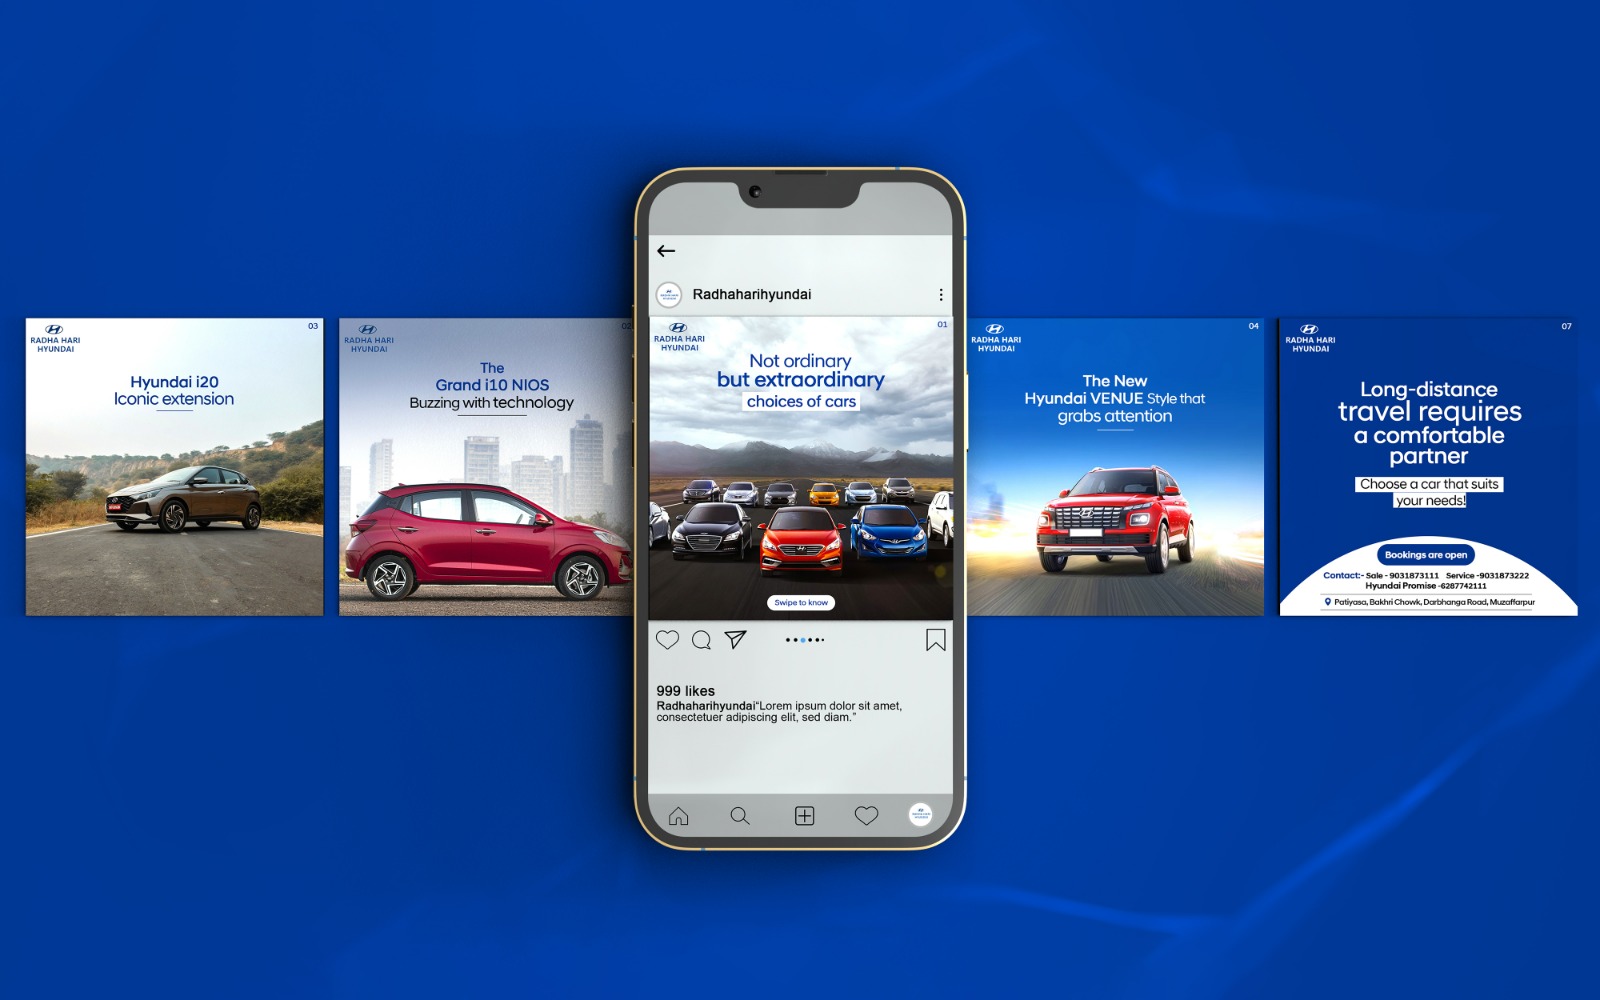 03
RADHA HARI
HYUNDAI
Hyundai i20
Iconic extension
02
RADHA HARI
HYUNDAI
The
Grand i10 NIOS
Buzzing with technology
Radhaharihyundai
01
RADHA HARI
HYUNDAI
Not ordinary
but extraordinary
choices of cars
Swipe to know
999 likes
Radhaharihyundai“Lorem ipsum dolor sit amet,
consectetuer adipiscing elit, sed diam.”
04
RADHA HARI
HYUNDAI
The New
Hyundai VENUE Style that
grabs attention
07
RADHA HARI
HYUNDAI
Long-distance
travel requires
a comfortable
partner
Choose a car that suits
your needs!
Bookings are open
Contact:- Sale - 9031873111 Service -9031873222
Hyundai Promise -6287742111
Patiyasa, Bakhri Chowk, Darbhanga Road, Muzaffarpur